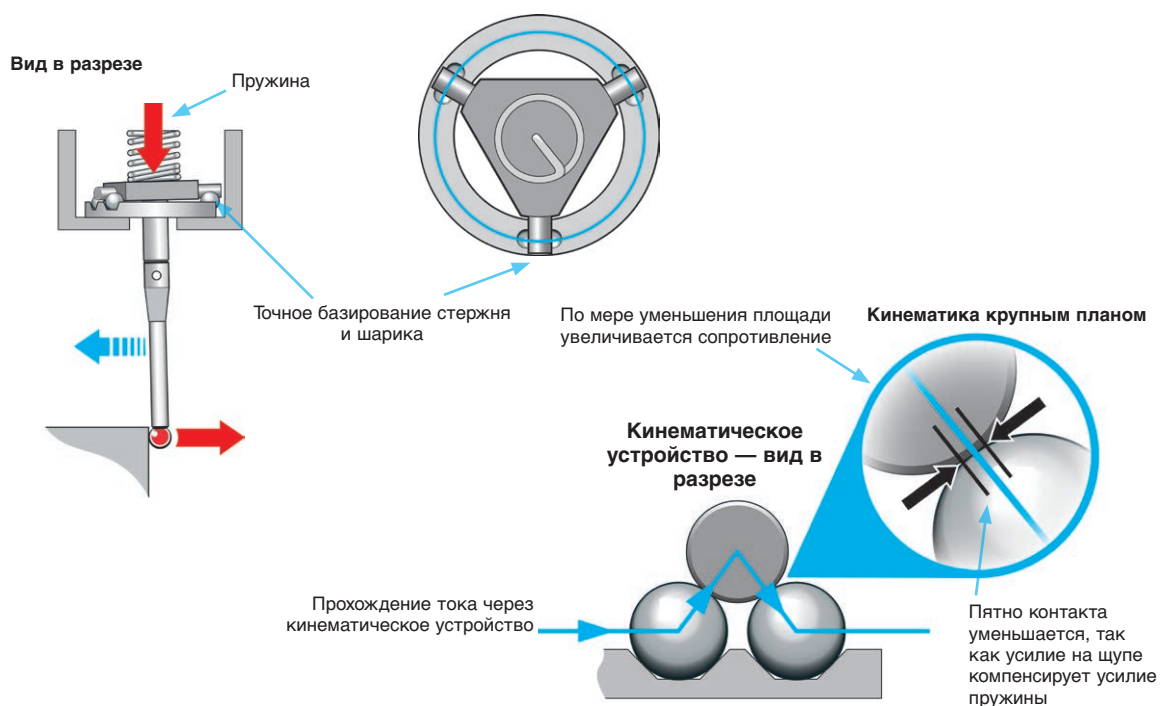 Вид в разрезе
Пружина
Точное базирование стержня
и шарика
По мере уменьшения площади
увеличивается сопротивление
Кинематика крупным планом
Кинематическое
устройство — вид в
разрезе
Прохождение тока через
кинематическое устройство
Пятно контакта
уменьшается, так
как усилие на щупе
компенсирует усилие
пружины